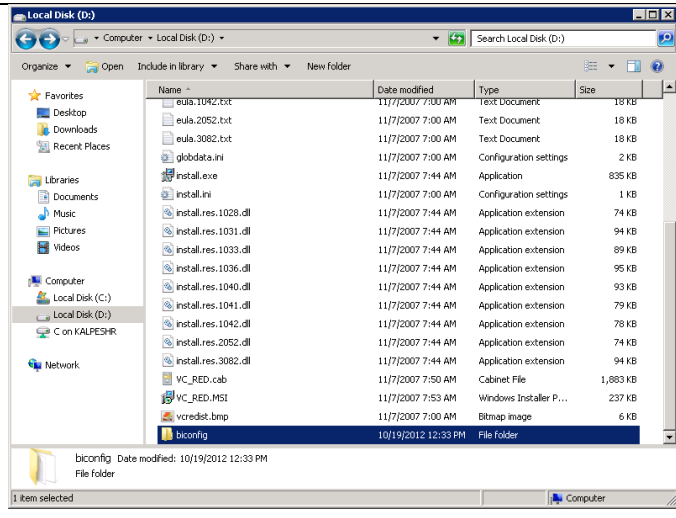 Local Disk (D:)
Computer Local Disk (D:) Search Local Disk (D:)
Organize Open Include in library Share with New folder
Favorites
Desktop
Downloads
Recent Places
Libraries
Documents
Music
Pictures
Videos
Computer
Local Disk (C:)
Local Disk (D:)
C on KALPESHR
Network
Name Date modified Type Size
eula.1042.txt 11/7/2007 7:00 AM Text Document 18 KB
eula.2052.txt 11/7/2007 7:00 AM Text Document 18 KB
eula.3082.txt 11/7/2007 7:00 AM Text Document 18 KB
globdata.ini 11/7/2007 7:00 AM Configuration settings 2 KB
install.exe 11/7/2007 7:44 AM Application 835 KB
install.ini 11/7/2007 7:00 AM Configuration settings 1 KB
install.res.1028.dll 11/7/2007 7:44 AM Application extension 74 KB
install.res.1031.dll 11/7/2007 7:44 AM Application extension 94 KB
install.res.1033.dll 11/7/2007 7:44 AM Application extension 89 KB
install.res.1036.dll 11/7/2007 7:44 AM Application extension 95 KB
install.res.1040.dll 11/7/2007 7:44 AM Application extension 93 KB
install.res.1041.dll 11/7/2007 7:44 AM Application extension 79 KB
install.res.1042.dll 11/7/2007 7:44 AM Application extension 78 KB
install.res.2052.dll 11/7/2007 7:44 AM Application extension 74 KB
install.res.3082.dll 11/7/2007 7:44 AM Application extension 94 KB
VC_RED.cab 11/7/2007 7:50 AM Cabinet File 1,883 KB
VC_RED.MSI 11/7/2007 7:53 AM Windows Installer P... 237 KB
vcredist.bmp 11/7/2007 7:00 AM Bitmap image 6 KB
biconfig 10/19/2012 12:33 PM File folder
biconfig Date modified: 10/19/2012 12:33 PM
File folder
1 item selected Computer